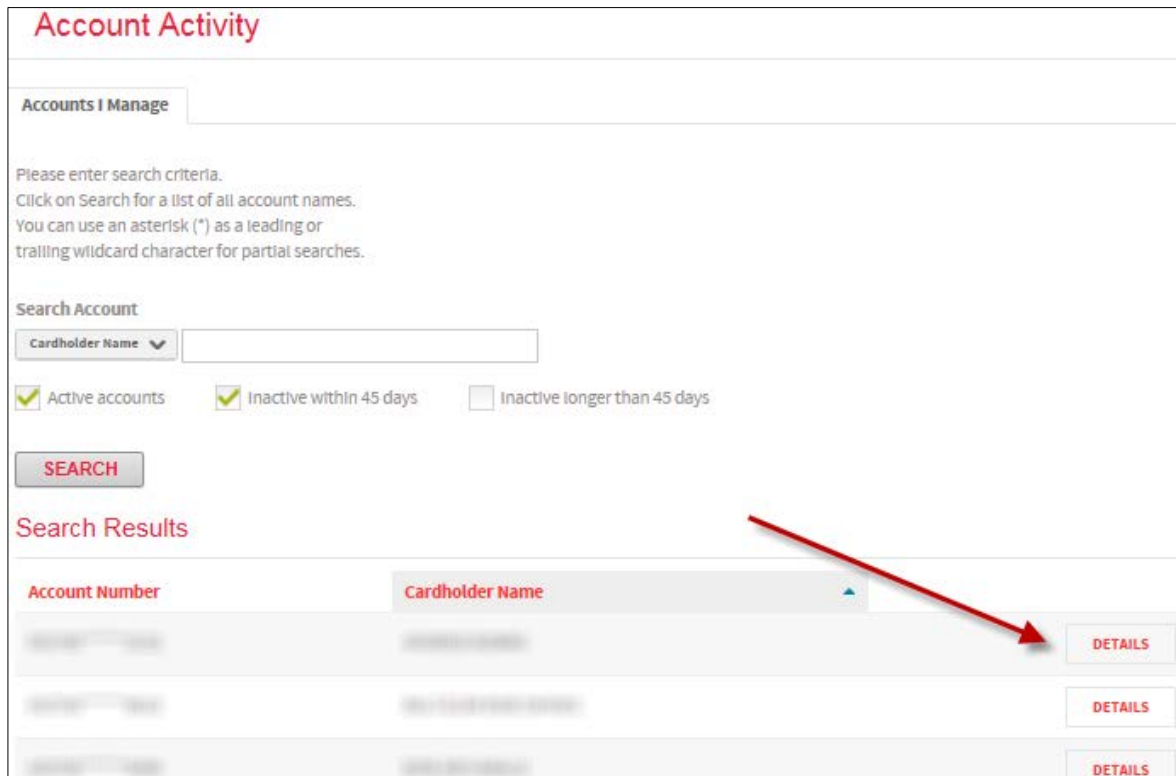 Account Activity
Accounts I Manage
Please enter search criteria.
Click on Search for a list of all account names.
You can use an asterisk (*) as a leading or
trailing wildcard character for partial searches.
Search Account
Cardholder Name
Active accounts Inactive within 45 days Inactive longer than 45 days
SEARCH
Search Results
Account Number Cardholder Name
DETAILS
DETAILS
DETAILS